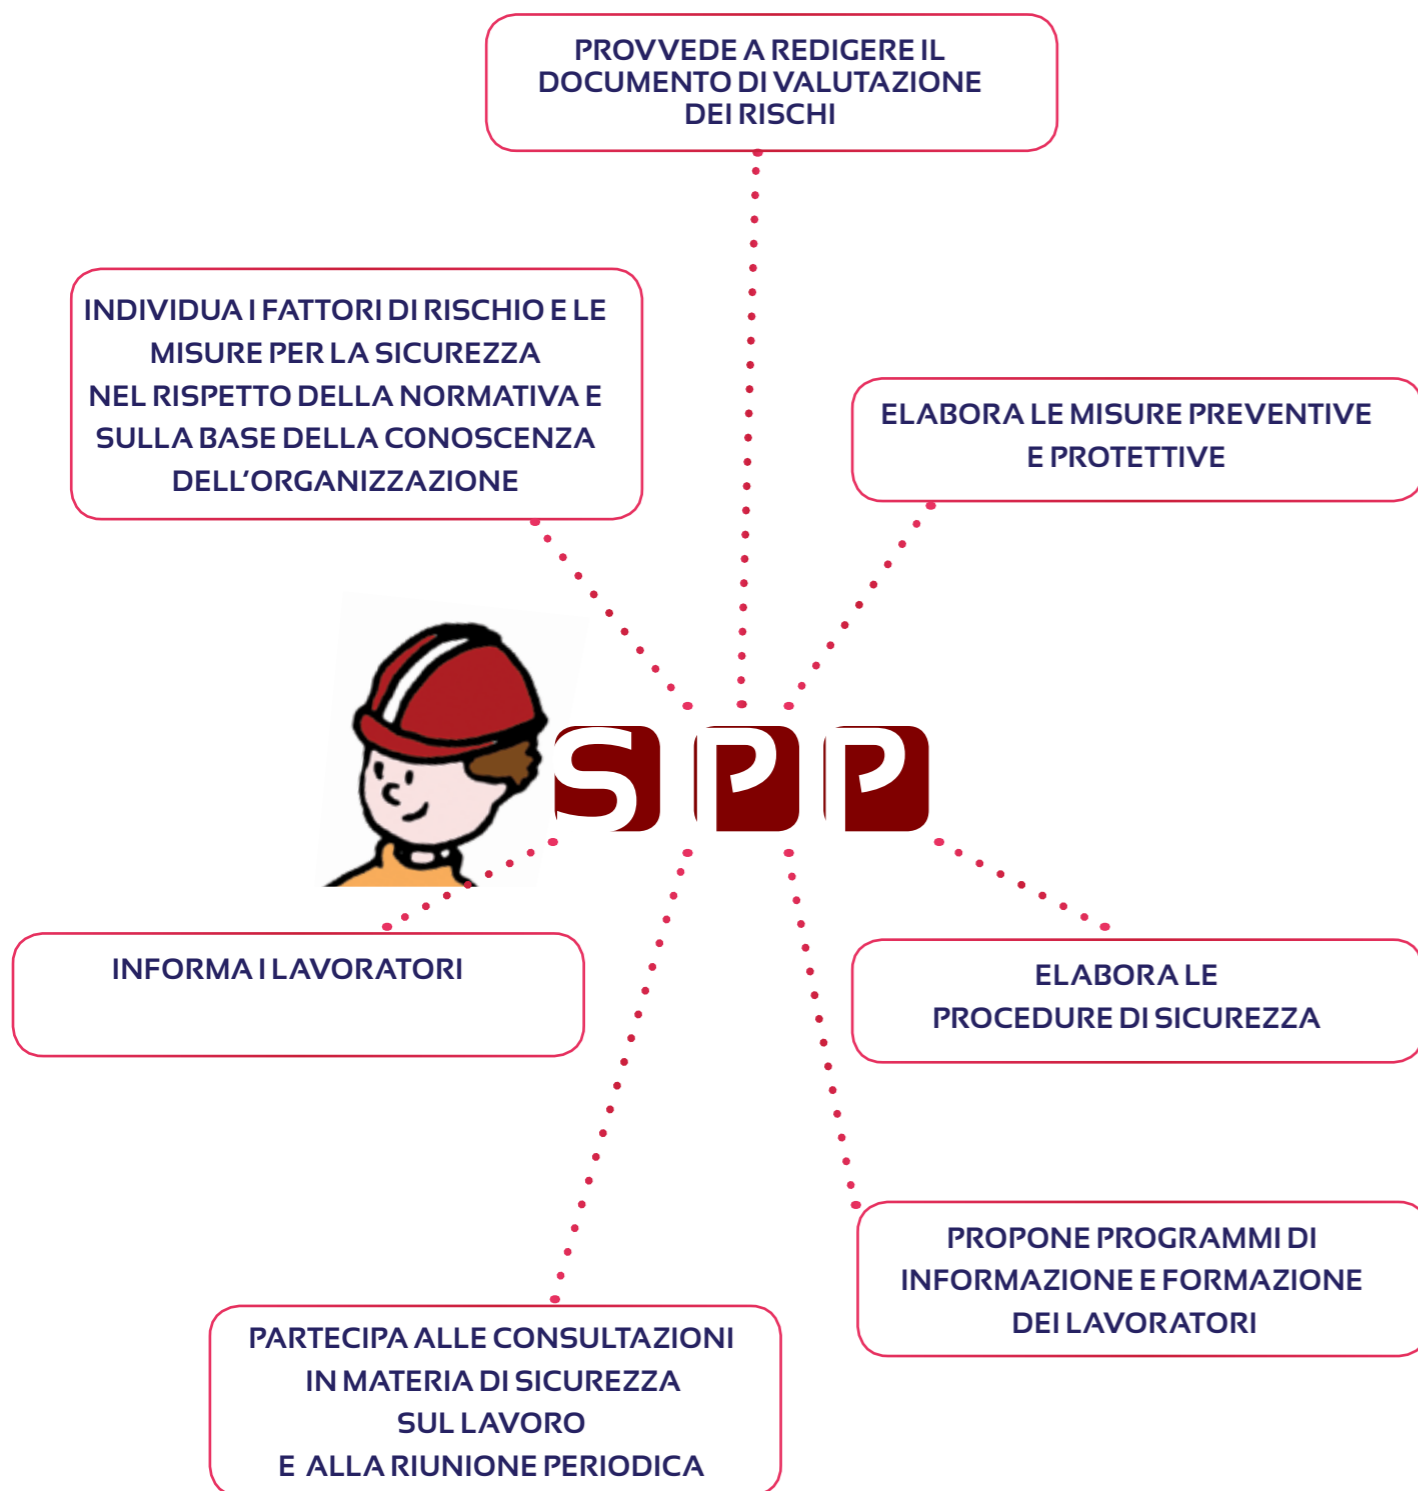 PROVVEDE A REDIGERE IL
DOCUMENTO DI VALUTAZIONE
DEI RISCHI
INDIVIDUA I FATTORI DI RISCHIO E LE
MISURE PER LA SICUREZZA
NEL RISPETTO DELLA NORMATIVA E
SULLA BASE DELLA CONOSCENZA
DELL'ORGANIZZAZIONE
ELABORA LE MISURE PREVENTIVE
E PROTETTIVE
SPP
INFORMA I LAVORATORI
ELABORA LE
PROCEDURE DI SICUREZZA
PROPONE PROGRAMMI DI
INFORMAZIONE E FORMAZIONE
DEI LAVORATORI
PARTECIPA ALLE CONSULTAZIONI
IN MATERIA DI SICUREZZA
SUL LAVORO
E ALLA RIUNIONE PERIODICA